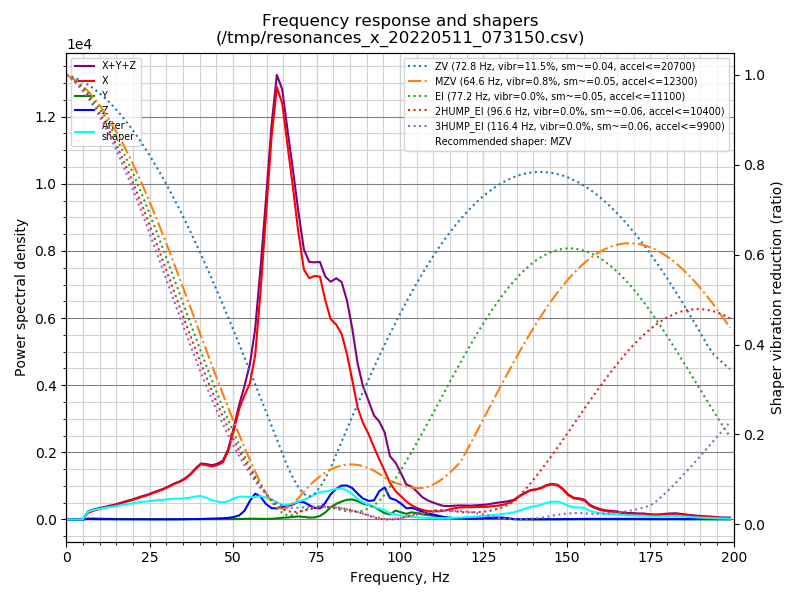 Frequency response and shapers
(/tmp/resonances_x_20220511_073150.csv)
1e4
X+Y+Z
X
Y
Z
After
shaper
ZV (72.8 Hz, vibr=11.5%, sm~=0.04, accel<=20700)
MZV (64.6 Hz, vibr=0.8%, sm~=0.05, accel<=12300)
EI (77.2 Hz, vibr=0.0%, sm~=0.05, accel<=11100)
2HUMP_EI (96.6 Hz, vibr=0.0%, sm~=0.06, accel<=10400)
3HUMP_EI (116.4 Hz, vibr=0.0%, sm~=0.06, accel<=9900)
Recommended shaper: MZV
Power spectral density
1.2
1.0
0.8
0.6
0.4
0.2
0.0
1.0
0.8
0.6
0.4
0.2
0.0
Shaper vibration reduction (ratio)
0 25 50 75 100 125 150 175 200
Frequency, Hz